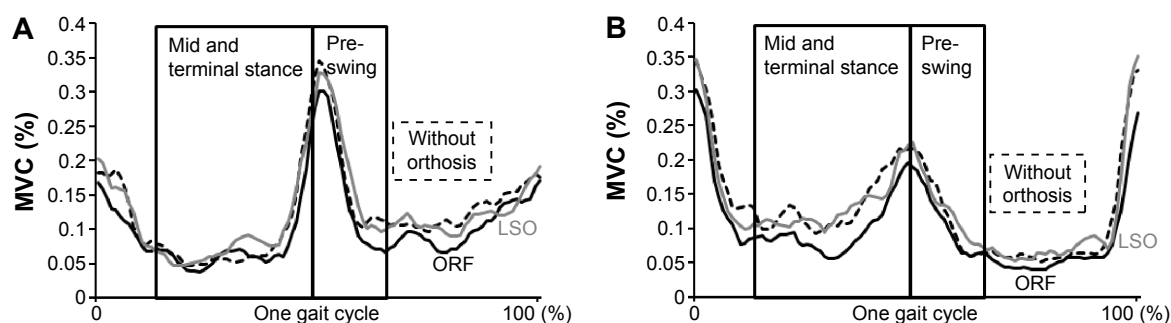 A
MVC (%)
0.4
0.35
0.3
0.25
0.2
0.15
0.1
0.05
0
Mid and
terminal stance
Pre-
swing
Without
orthosis
LSO
ORF
0
One gait cycle
100 (%)
B
MVC (%)
0.4
0.35
0.3
0.25
0.2
0.15
0.1
0.05
0
Mid and
terminal stance
Pre-
swing
Without
orthosis
LSO
ORF
0
One gait cycle
100 (%)